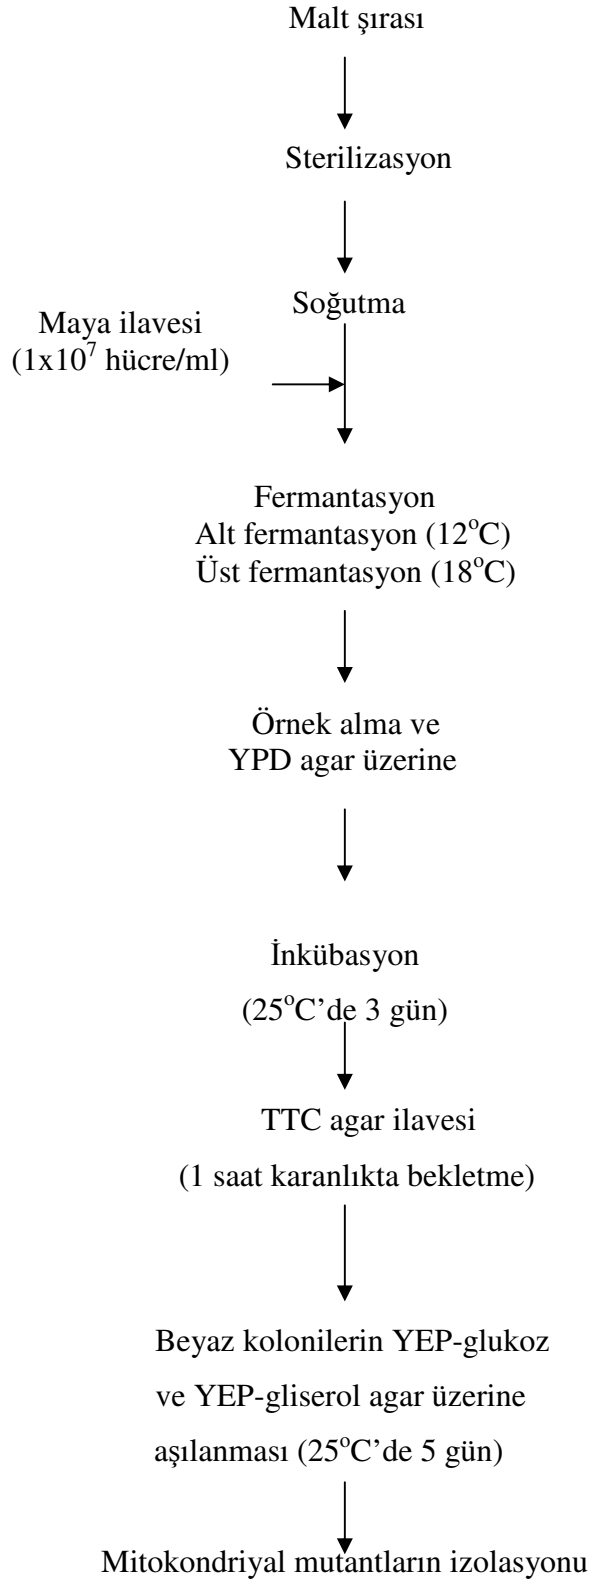 Malt şırası
Sterilizasyon
Soğutma
Maya ilavesi
(1x10⁷ hücre/ml)
Fermantasyon
Alt fermantasyon (12°C)
Üst fermantasyon (18°C)
Örnek alma ve
YPD agar üzerine
İnkübasyon
(25°C’de 3 gün)
TTC agar ilavesi
(1 saat karanlıkta bekletme)
Beyaz kolonilerin YEP-glukoz
ve YEP-gliserol agar üzerine
aşılanması (25°C’de 5 gün)
Mitokondriyal mutantların izolasyonu